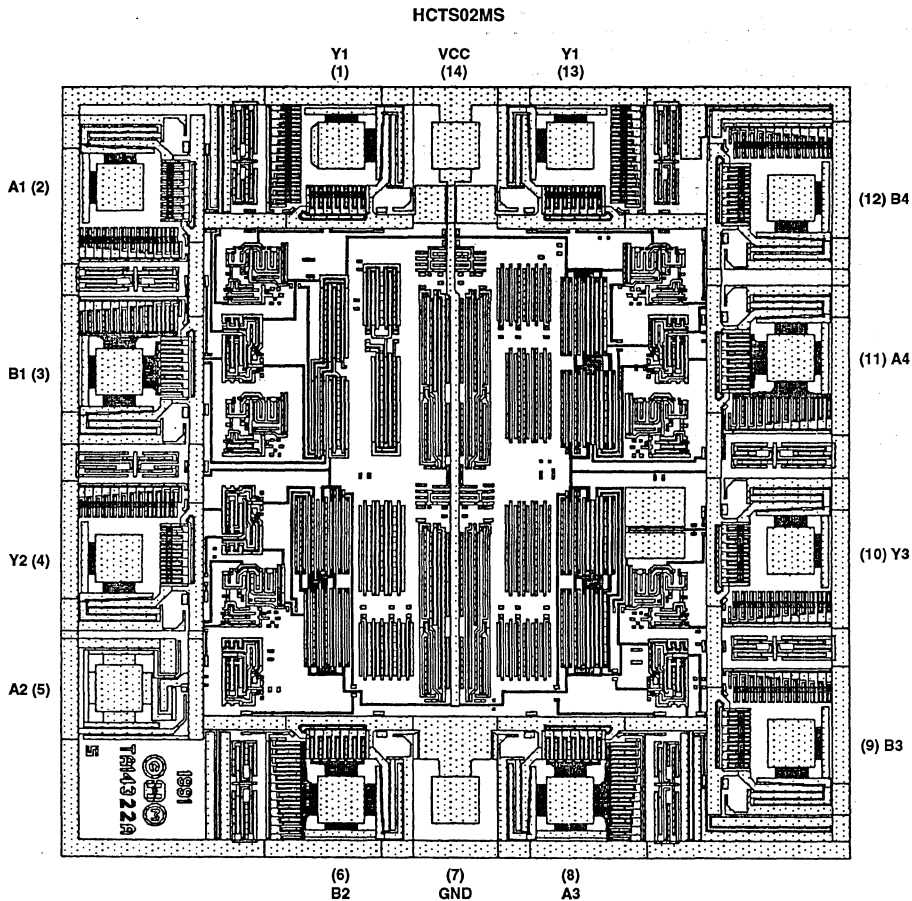 HCTS02MS
Y1
(1)
VCC
(14)
Y1
(13)
A1 (2)
B1 (3)
Y2 (4)
A2 (5)
(12) B4
(11) A4
(10) Y3
(9) B3
1991
TA14322A
(6)
B2
(7)
GND
(8)
A3